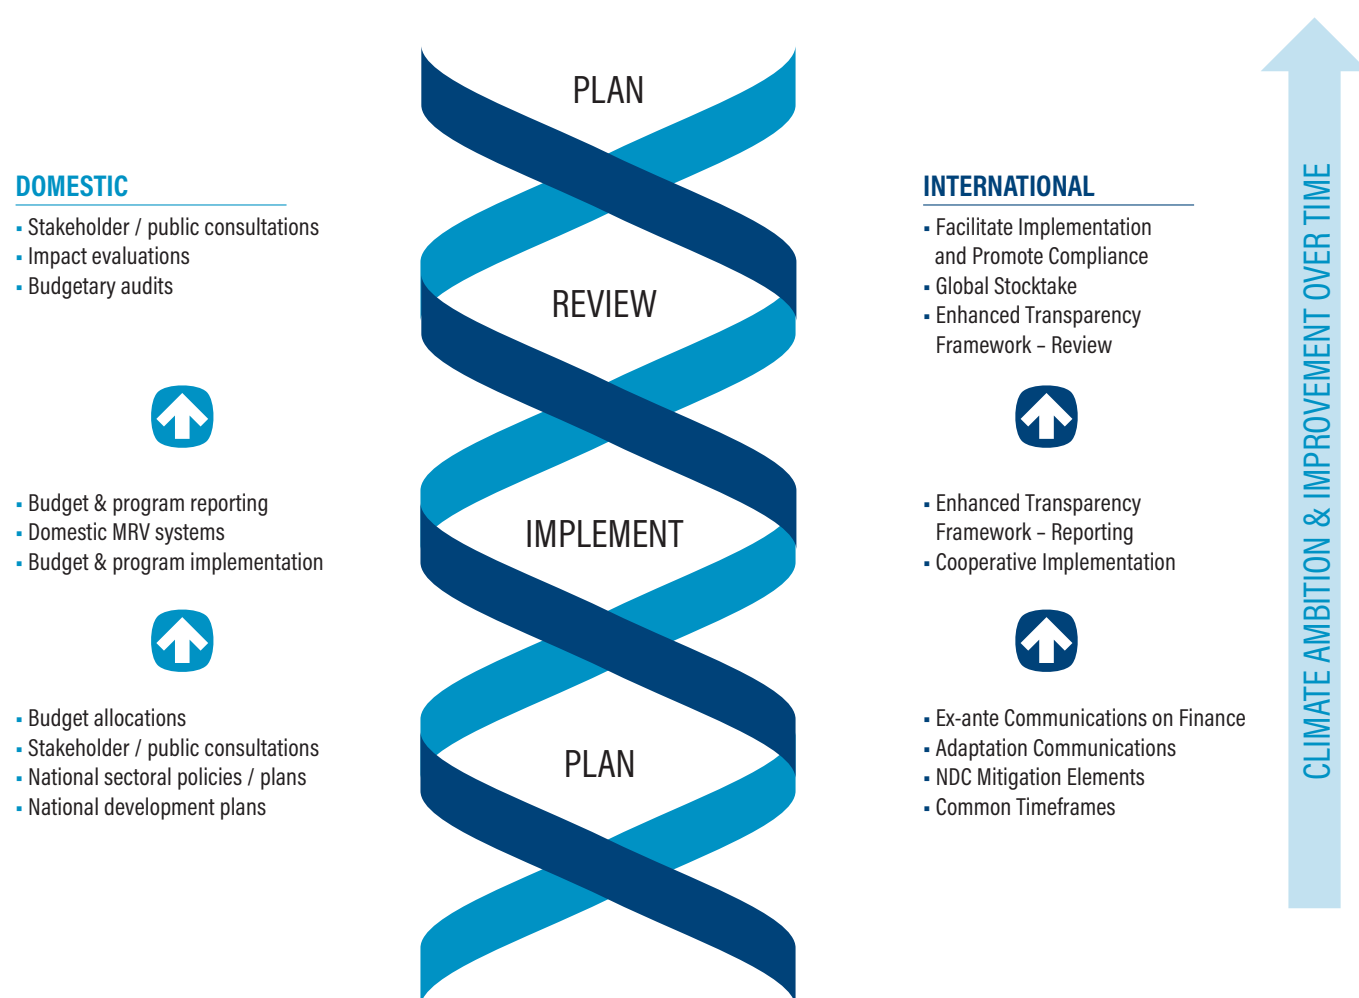 PLAN
DOMESTIC
▪ Stakeholder / public consultations
▪ Impact evaluations
▪ Budgetary audits
REVIEW
INTERNATIONAL
▪ Facilitate Implementation
and Promote Compliance
▪ Global Stocktake
▪ Enhanced Transparency
Framework – Review
▪ Budget & program reporting
▪ Domestic MRV systems
▪ Budget & program implementation
IMPLEMENT
▪ Enhanced Transparency
Framework – Reporting
▪ Cooperative Implementation
▪ Budget allocations
▪ Stakeholder / public consultations
▪ National sectoral policies / plans
▪ National development plans
PLAN
▪ Ex-ante Communications on Finance
▪ Adaptation Communications
▪ NDC Mitigation Elements
▪ Common Timeframes
CLIMATE AMBITION & IMPROVEMENT OVER TIME